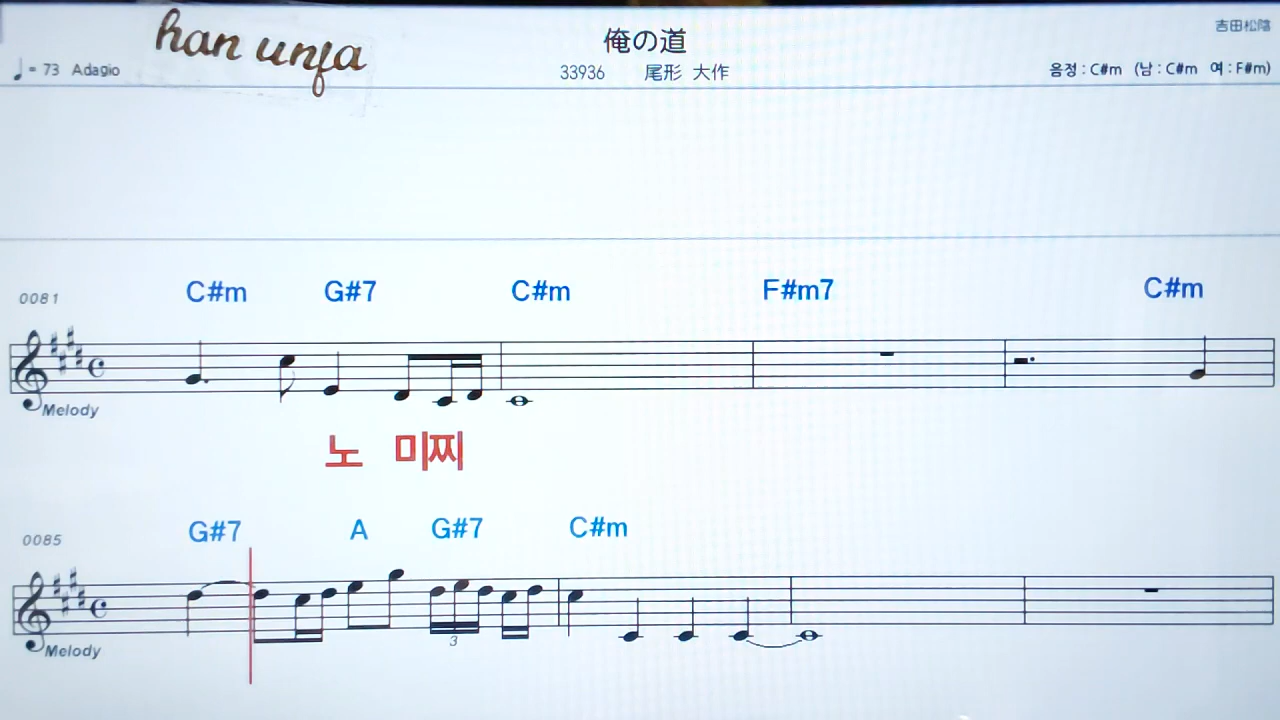 han unfa
俺の道
吉田松陰
♩= 73 Adagio
33936 尾形 大作
음정 : C#m (남 : C#m 여 : F#m)
0081 C#m G#7 C#m F#m7 C#m
Melody
노 미찌
0085 G#7 A G#7 C#m
3
Melody